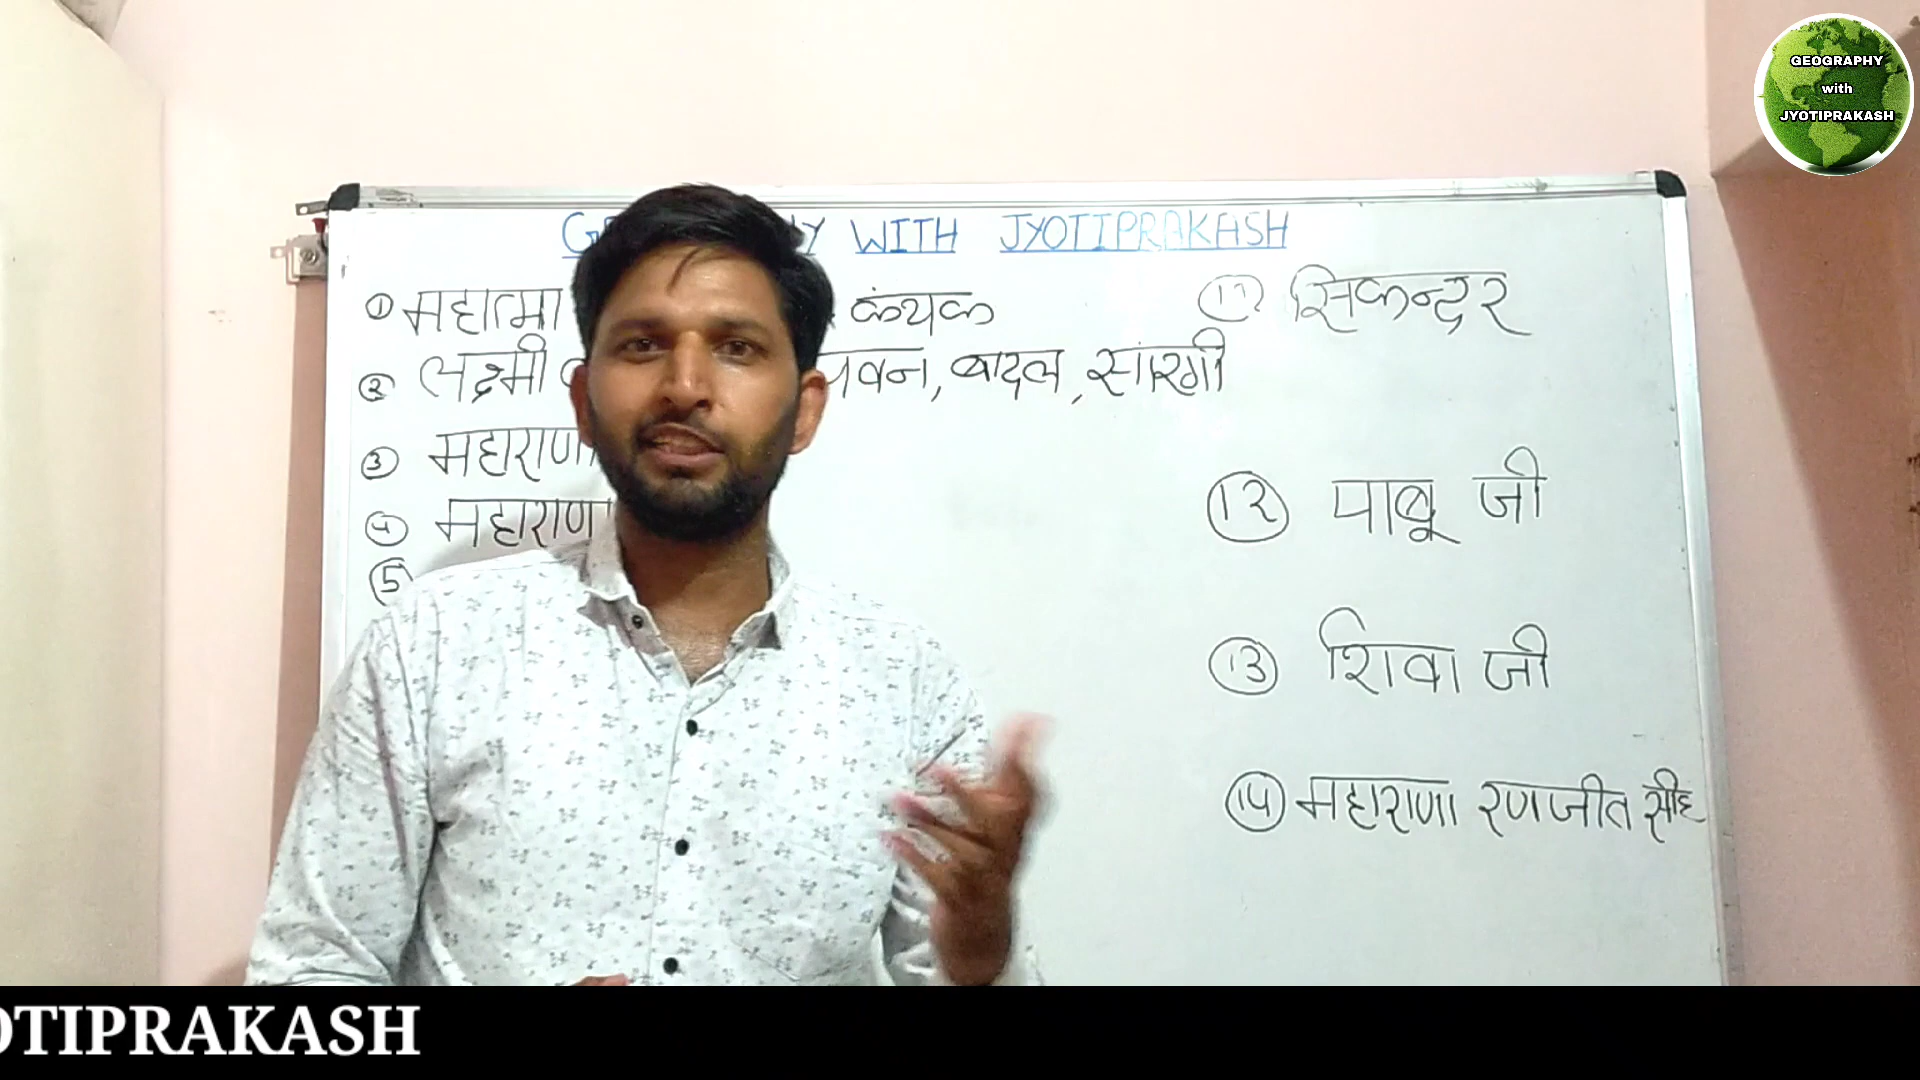 GEOGRAPHY
with
JYOTIPRAKASH
WITH JYOTIPRAKASH
① महात्मा कंथक
② लक्ष्मी पवन, बादल, सारंगी
③ महाराणा
④ महाराणा
⑤
⑪ सिकन्दर
⑫ पाबू जी
⑬ शिवा जी
⑭ महाराणा रणजीत सींह
OTIPRAKASH